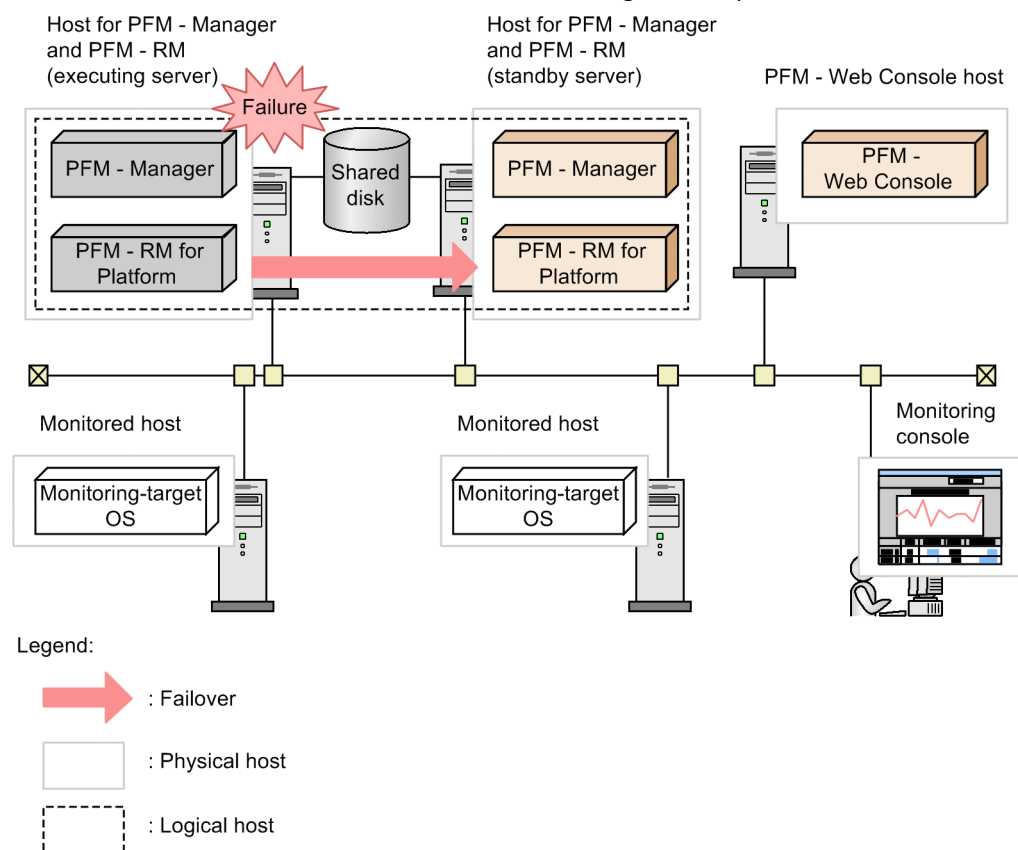 Host for PFM - Manager
and PFM - RM
(executing server)
Host for PFM - Manager
and PFM - RM
(standby server)
PFM - Web Console host
Failure
PFM - Manager
Shared
disk
PFM - Manager
PFM -
Web Console
PFM - RM for
Platform
PFM - RM for
Platform
Monitored host
Monitored host
Monitoring
console
Monitoring-target
OS
Monitoring-target
OS
Legend:
: Failover
: Physical host
: Logical host